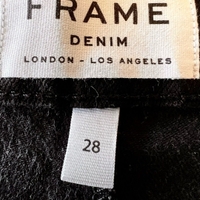 FRAME
DENIM
LONDON - LOS ANGELES
28